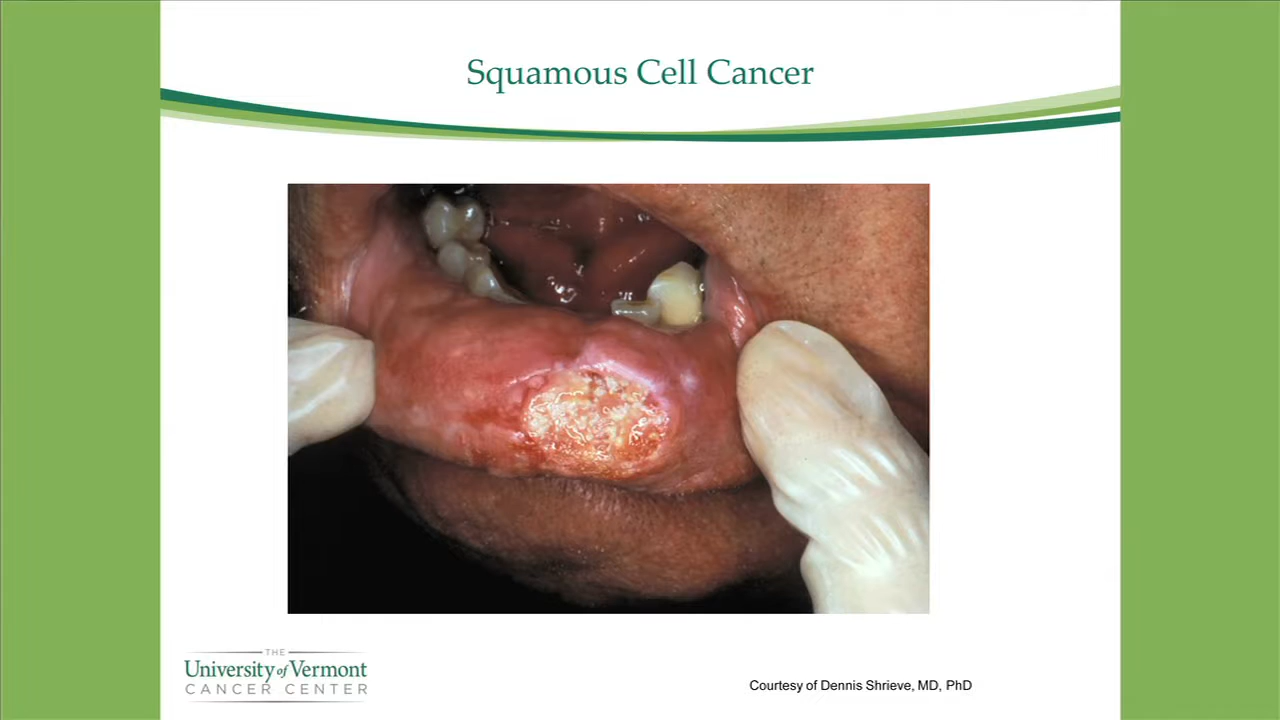 Squamous Cell Cancer
THE
University of Vermont
CANCER CENTER
Courtesy of Dennis Shrieve, MD, PhD